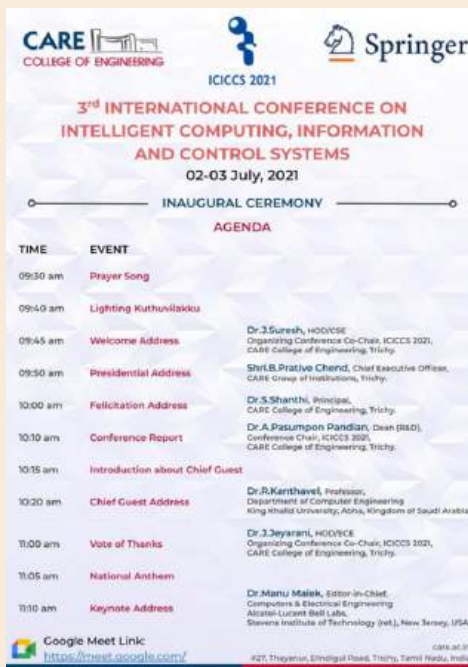 CARE
COLLEGE OF ENGINEERING
ICICCS 2021
Springer
3rd INTERNATIONAL CONFERENCE ON
INTELLIGENT COMPUTING, INFORMATION
AND CONTROL SYSTEMS
02-03 July, 2021
INAUGURAL CEREMONY
AGENDA
TIME EVENT
09:30 am Prayer Song
09:40 am Lighting Kuthuvilakku
09:45 am Welcome Address Dr.J.Suresh, HOD/CSE
Organizing Conference Co-Chair, ICICCS 2021,
CARE College of Engineering, Trichy.
09:50 am Presidential Address Shri.B.Prative Chend, Chief Executive Officer,
CARE Group of Institutions, Trichy.
10:00 am Felicitation Address Dr.S.Shanthi, Principal,
CARE College of Engineering, Trichy.
10:10 am Conference Report Dr.A.Pasumpon Pandian, Dean (R&D),
Conference Chair, ICICCS 2021,
CARE College of Engineering, Trichy.
10:15 am Introduction about Chief Guest
10:20 am Chief Guest Address Dr.R.Kanthavel, Professor,
Department of Computer Engineering
King Khalid University, Abha, Kingdom of Saudi Arabia
11:00 am Vote of Thanks Dr.J.Jeyarani, HOD/ECE
Organizing Conference Co-Chair, ICICCS 2021,
CARE College of Engineering, Trichy.
11:05 am National Anthem
11:10 am Keynote Address Dr.Manu Malek, Editor-in-Chief,
Computers & Electrical Engineering
Alcatel-Lucent Bell Labs,
Stevens Institute of Technology (ret.), New Jersey, USA
Google Meet Link:
https://meet.google.com/
care.ac.in
#27, Thayanur, Dindigul Road, Trichy, Tamil Nadu, India